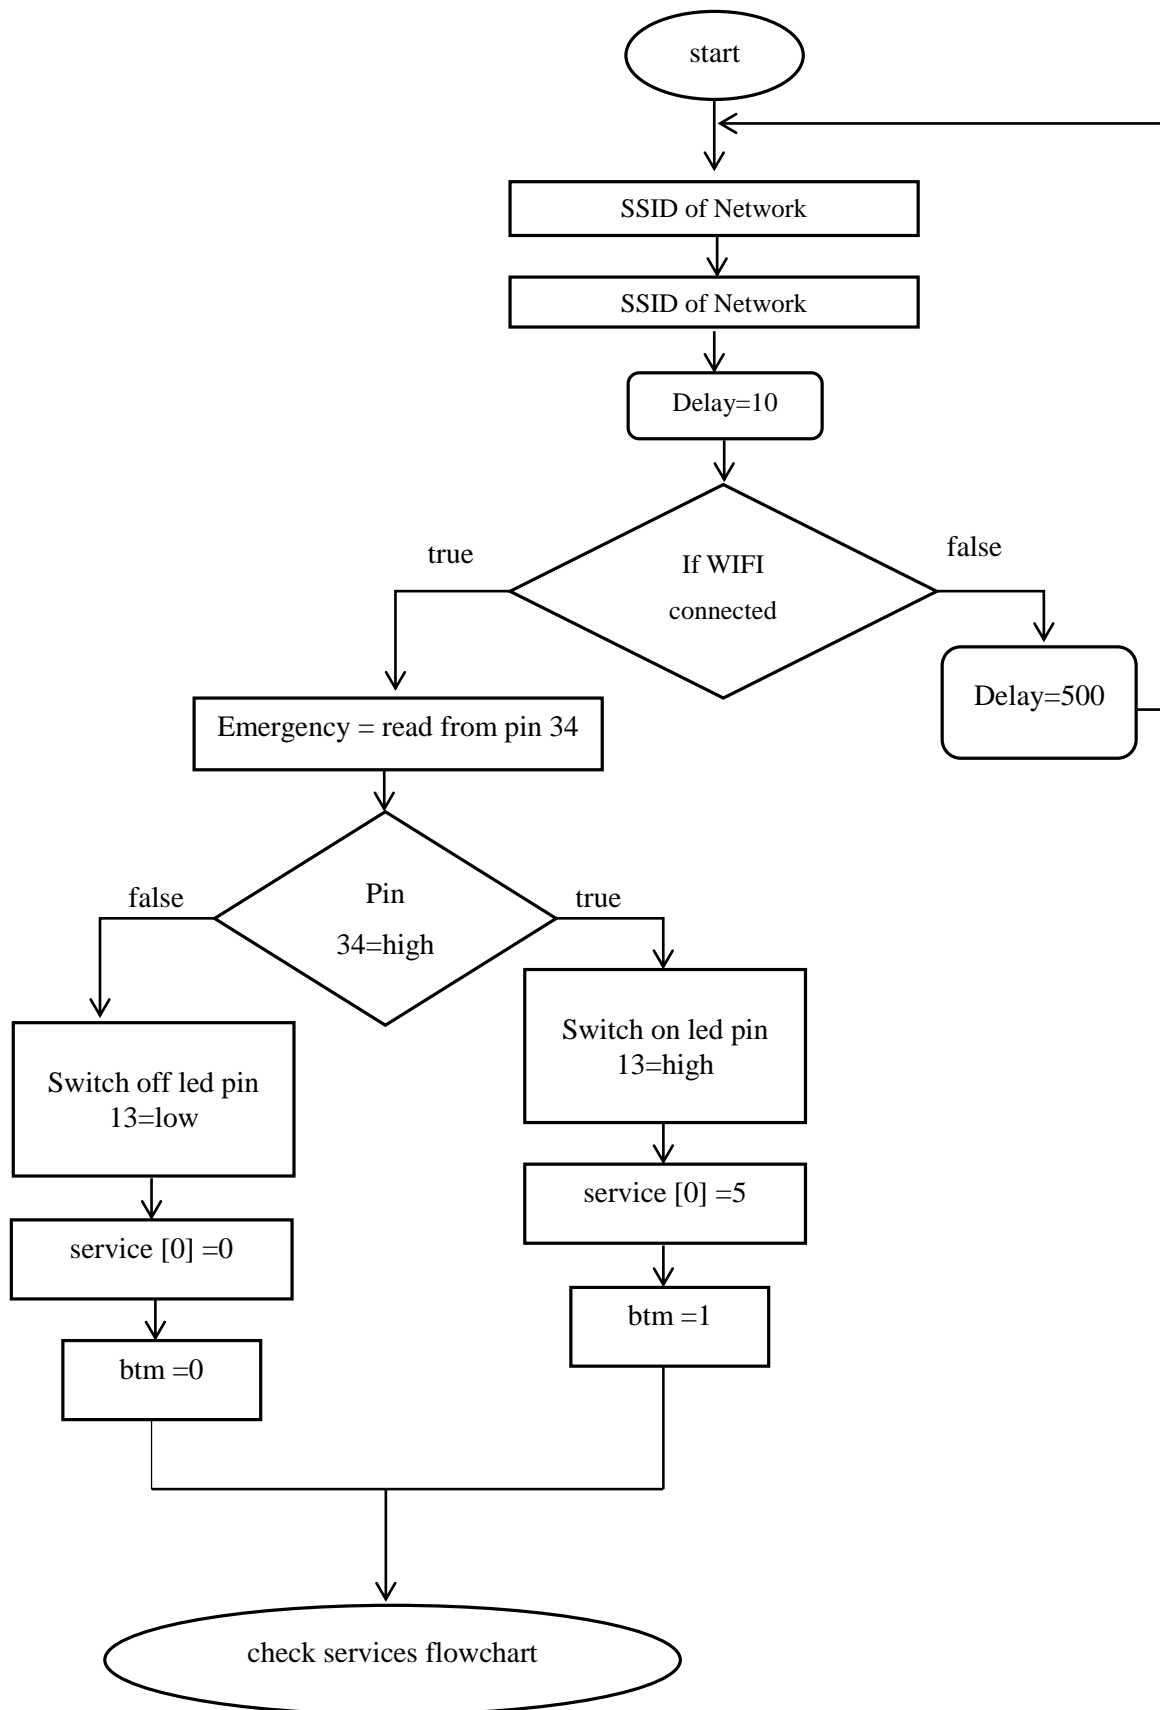 start
SSID of Network
SSID of Network
Delay=10
If WIFI
connected
true
false
Delay=500
Emergency = read from pin 34
Pin
34=high
false
true
Switch on led pin
13=high
Switch off led pin
13=low
service [0] =5
service [0] =0
btm =1
btm =0
check services flowchart